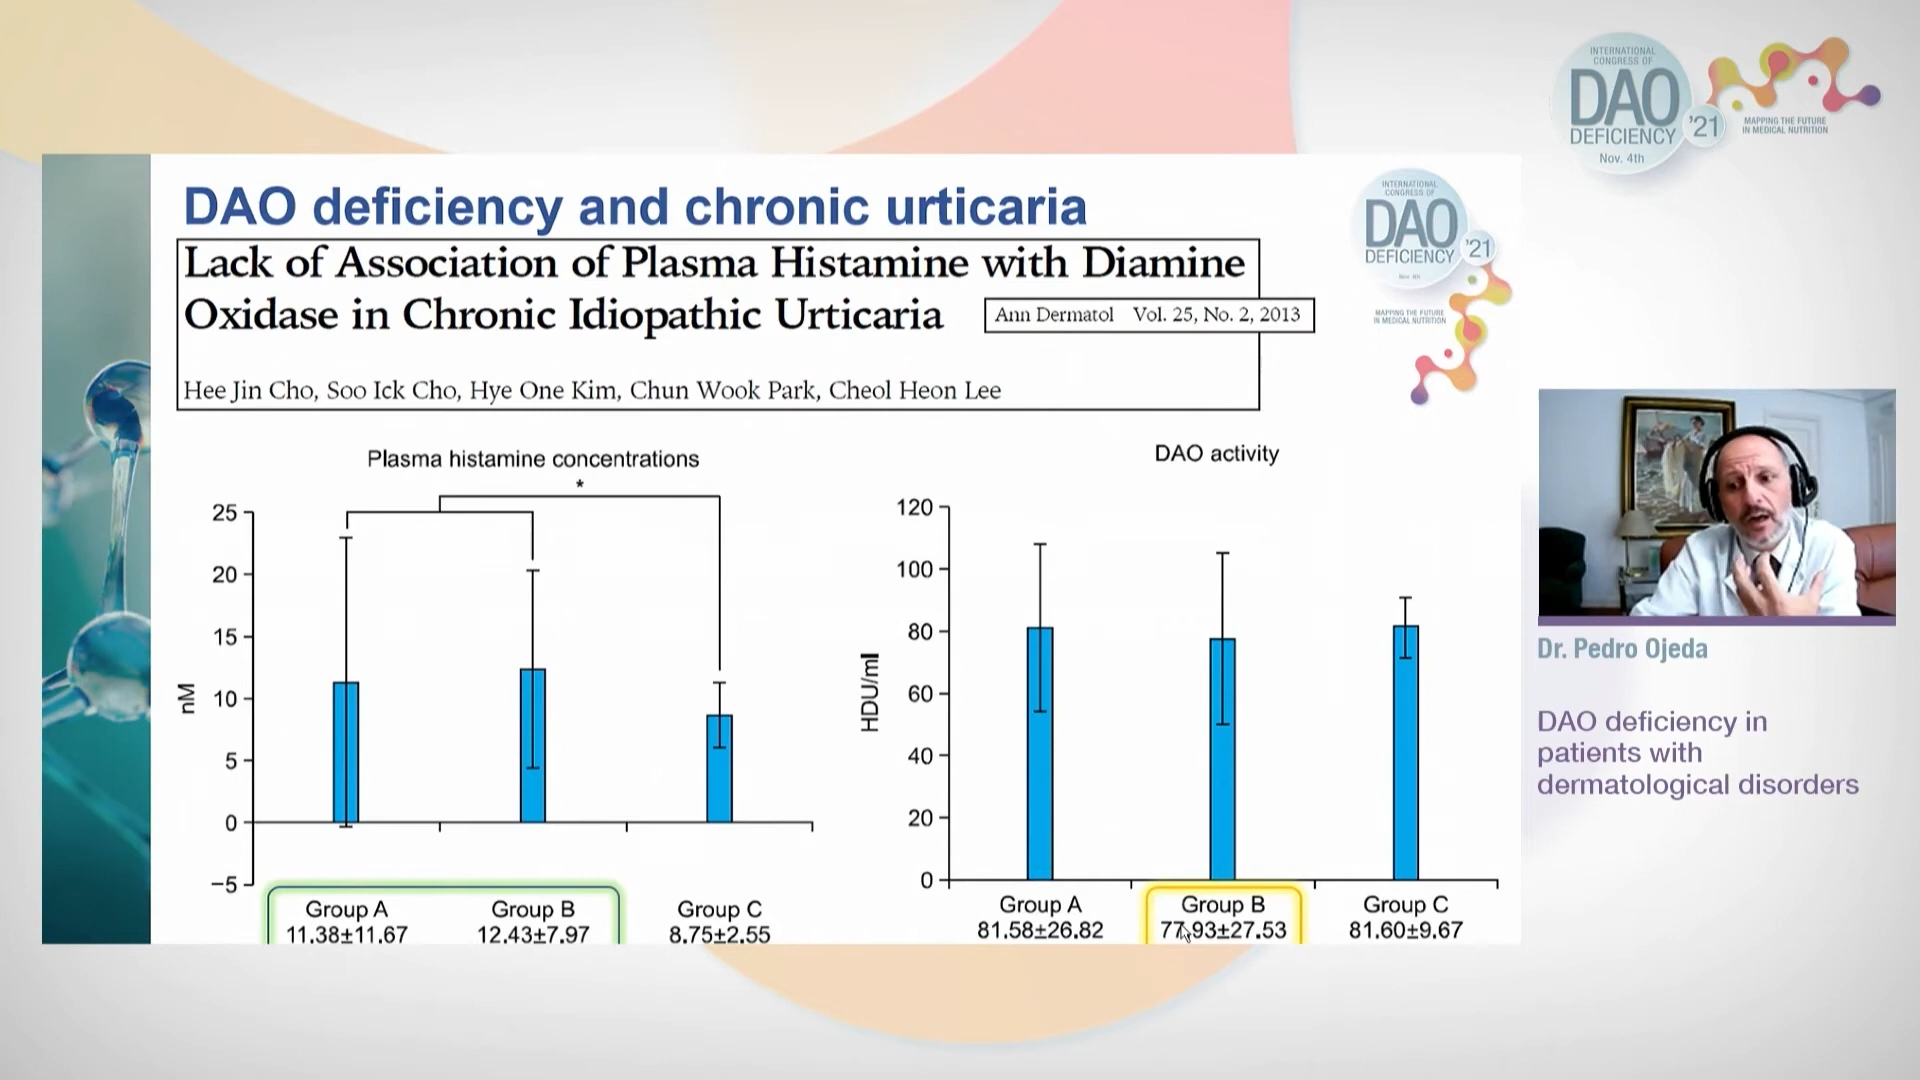 INTERNATIONAL
CONGRESS OF
DAO
DEFICIENCY
'21
Nov. 4th
MAPPING THE FUTURE
IN MEDICAL NUTRITION
DAO deficiency and chronic urticaria
INTERNATIONAL
CONGRESS OF
DAO
DEFICIENCY
'21
Nov. 4th
MAPPING THE FUTURE
IN MEDICAL NUTRITION
Lack of Association of Plasma Histamine with Diamine
Oxidase in Chronic Idiopathic Urticaria
Ann Dermatol Vol. 25, No. 2, 2013
Hee Jin Cho, Soo Ick Cho, Hye One Kim, Chun Wook Park, Cheol Heon Lee
Plasma histamine concentrations
*
25
20
15
10
5
0
−5
nM
Group A
Group B
Group C
11.38±11.67
12.43±7.97
8.75±2.55
DAO activity
120
100
80
60
40
20
0
HDU/ml
Group A
Group B
Group C
81.58±26.82
77.93±27.53
81.60±9.67
Dr. Pedro Ojeda
DAO deficiency in
patients with
dermatological disorders